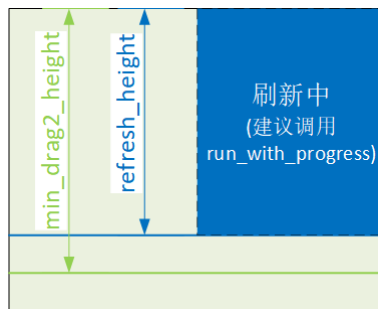 min_drag2_height
refresh_height
刷新中
(建议调用
run_with_progress)